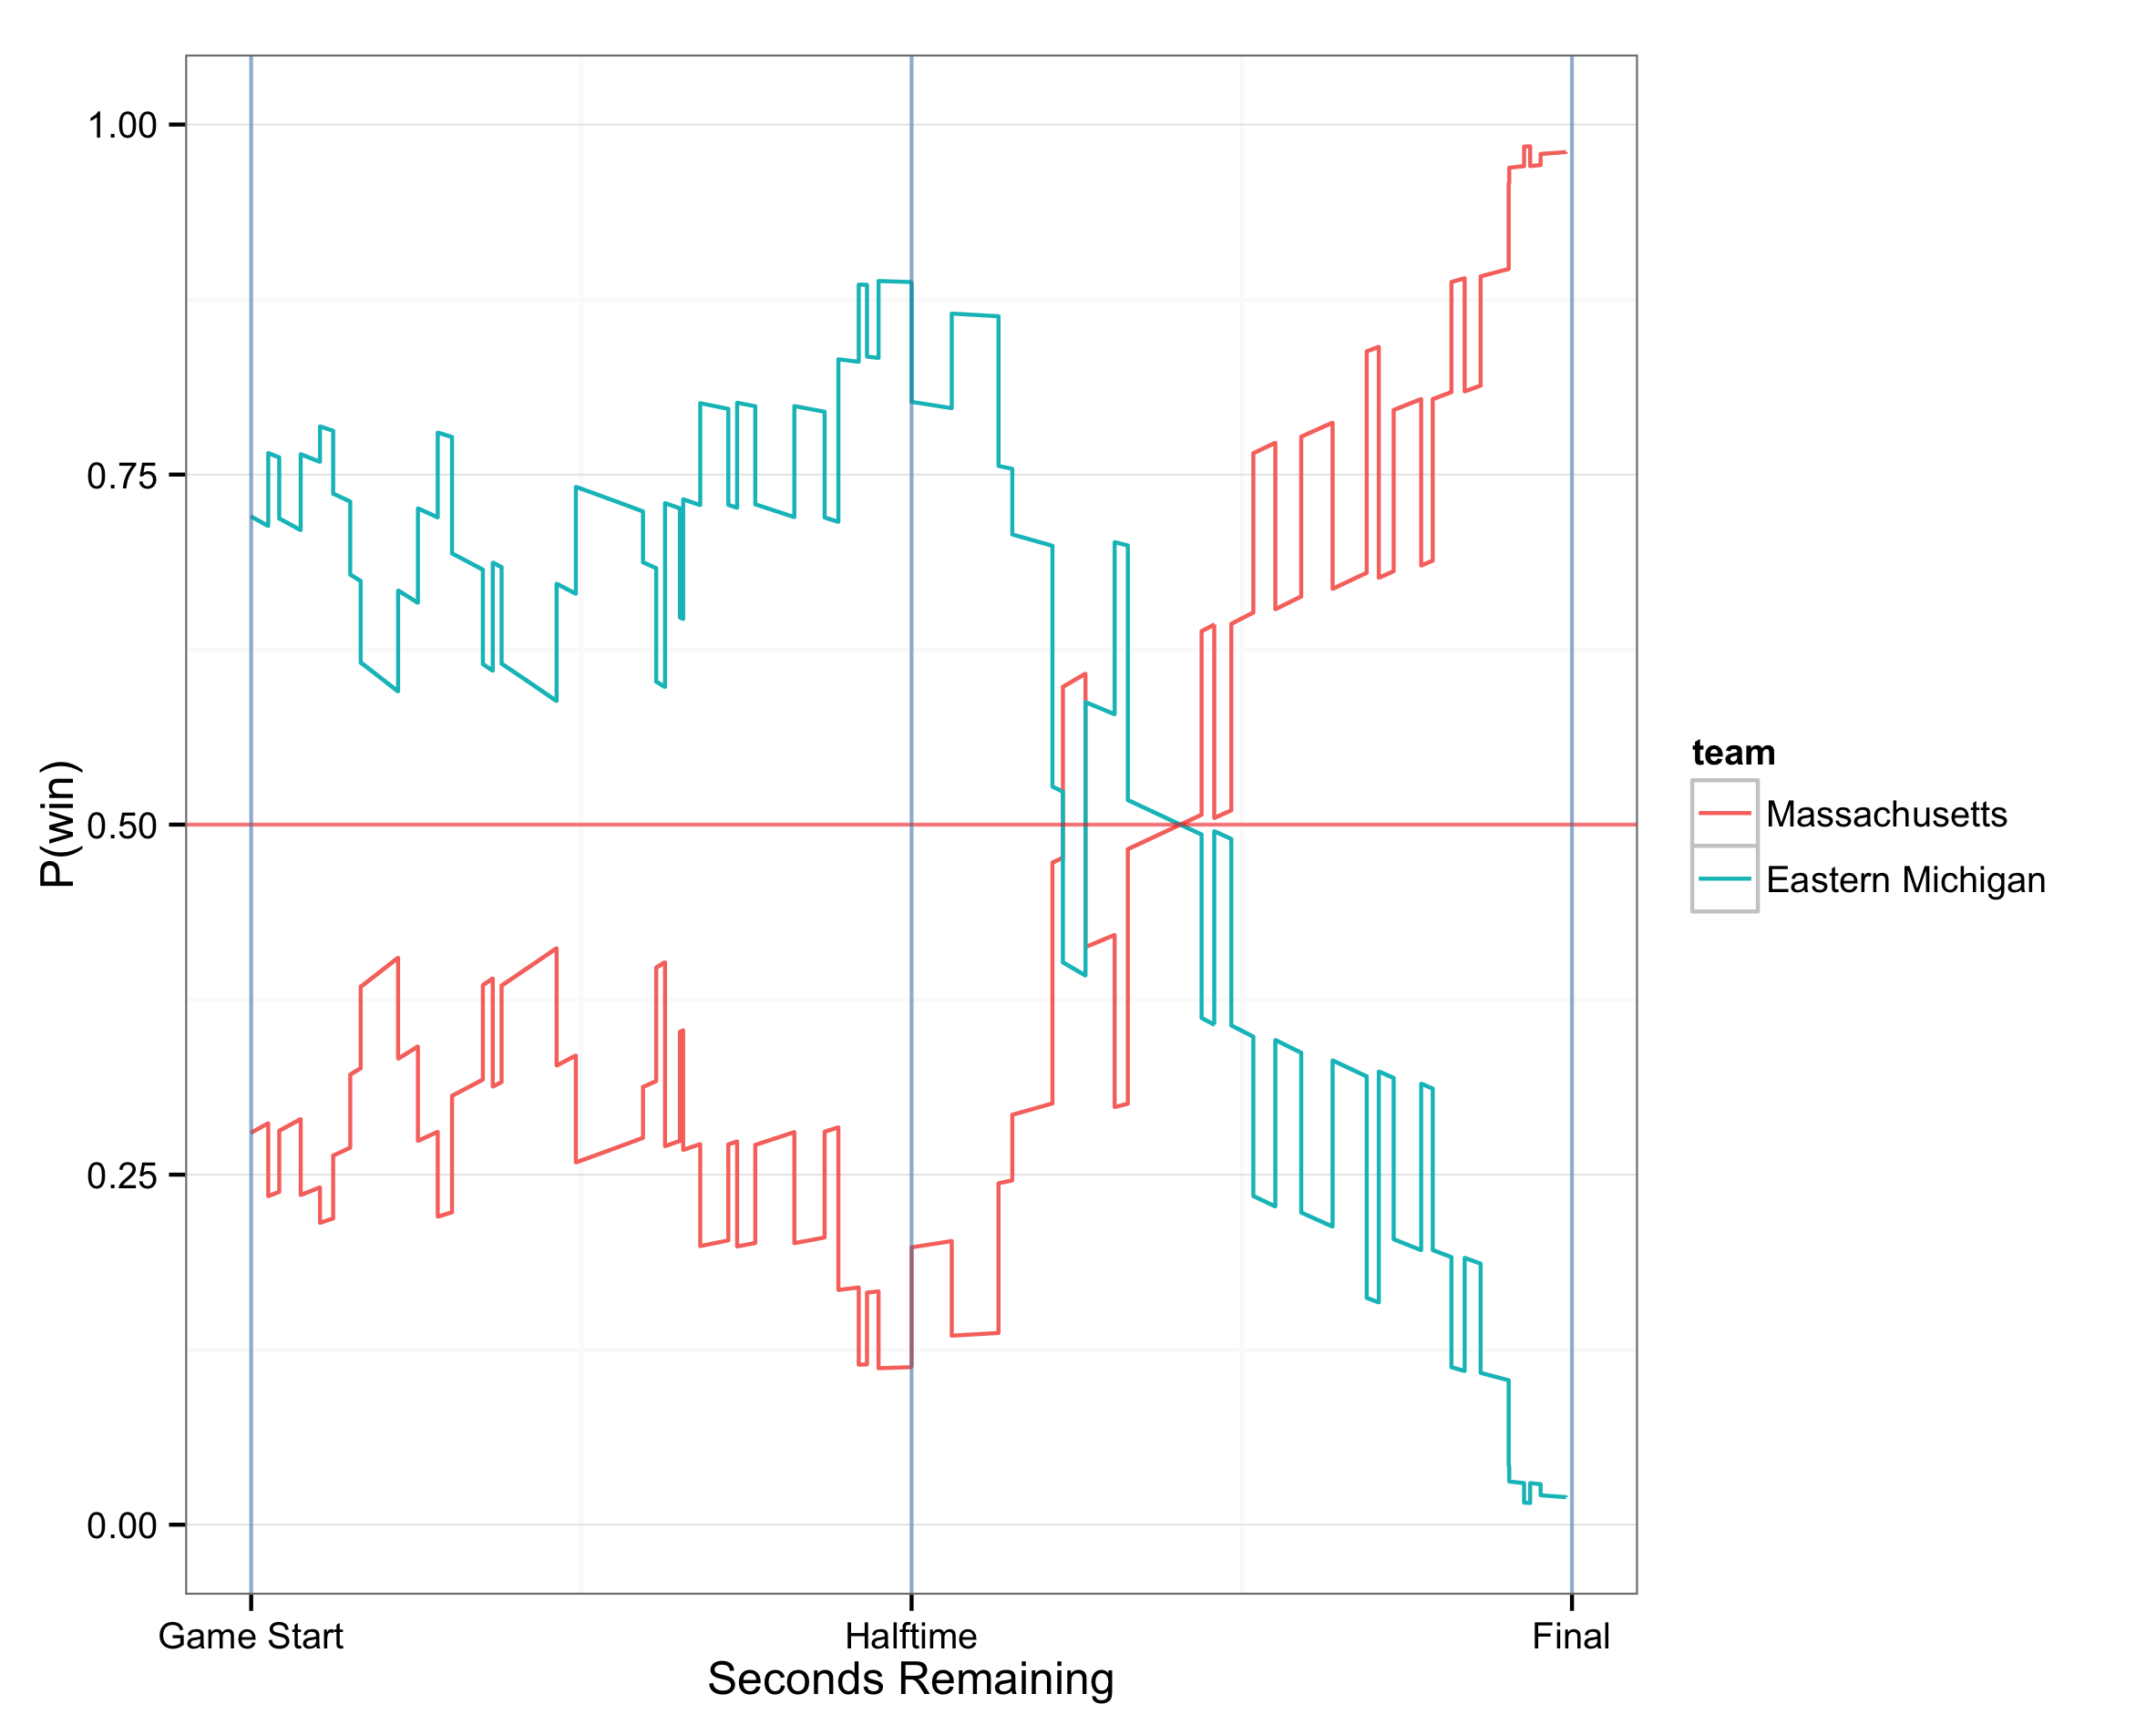 1.00
0.75
0.50
0.25
0.00
P(win)
Game Start
Halftime
Final
Seconds Remaining
team
Massachusetts
Eastern Michigan